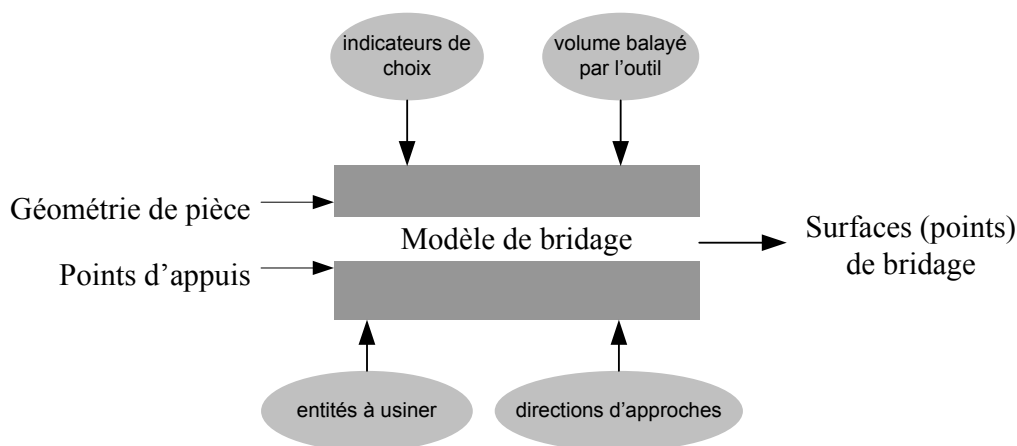 indicateurs de
choix
volume balayé
par l'outil
Géométrie de pièce
Points d'appuis
Modèle de bridage
Surfaces (points)
de bridage
entités à usiner
directions d'approches